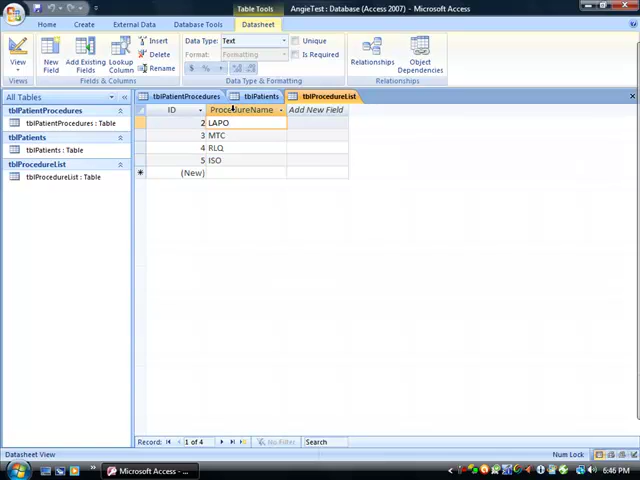 Table Tools
AngieTest : Database (Access 2007) - Microsoft Access
Home
Create
External Data
Database Tools
Datasheet
View
Views
New Field
Add Existing Fields
Lookup Column
Insert
Delete
Rename
Fields & Columns
Data Type: Text
Format: Formatting
$ % ,
Unique
Is Required
Data Type & Formatting
Relationships
Object Dependencies
Relationships
All Tables
tblPatientProcedures
tblPatientProcedures : Table
tblPatients
tblPatients : Table
tblProcedureList
tblProcedureList : Table
tblPatientProcedures
tblPatients
tblProcedureList
ID ProcedureName Add New Field
2 LAPO
3 MTC
4 RLQ
5 ISO
* (New)
Record: 1 of 4 No Filter Search
Datasheet View
Num Lock
Microsoft Access - ...
6:46 PM